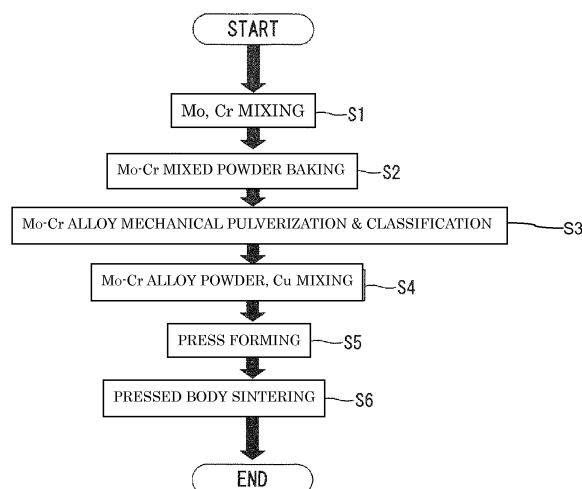 START
Mo, Cr MIXING
S1
Mo-Cr MIXED POWDER BAKING
S2
Mo-Cr ALLOY MECHANICAL PULVERIZATION & CLASSIFICATION
S3
Mo-Cr ALLOY POWDER, Cu MIXING
S4
PRESS FORMING
S5
PRESSED BODY SINTERING
S6
END